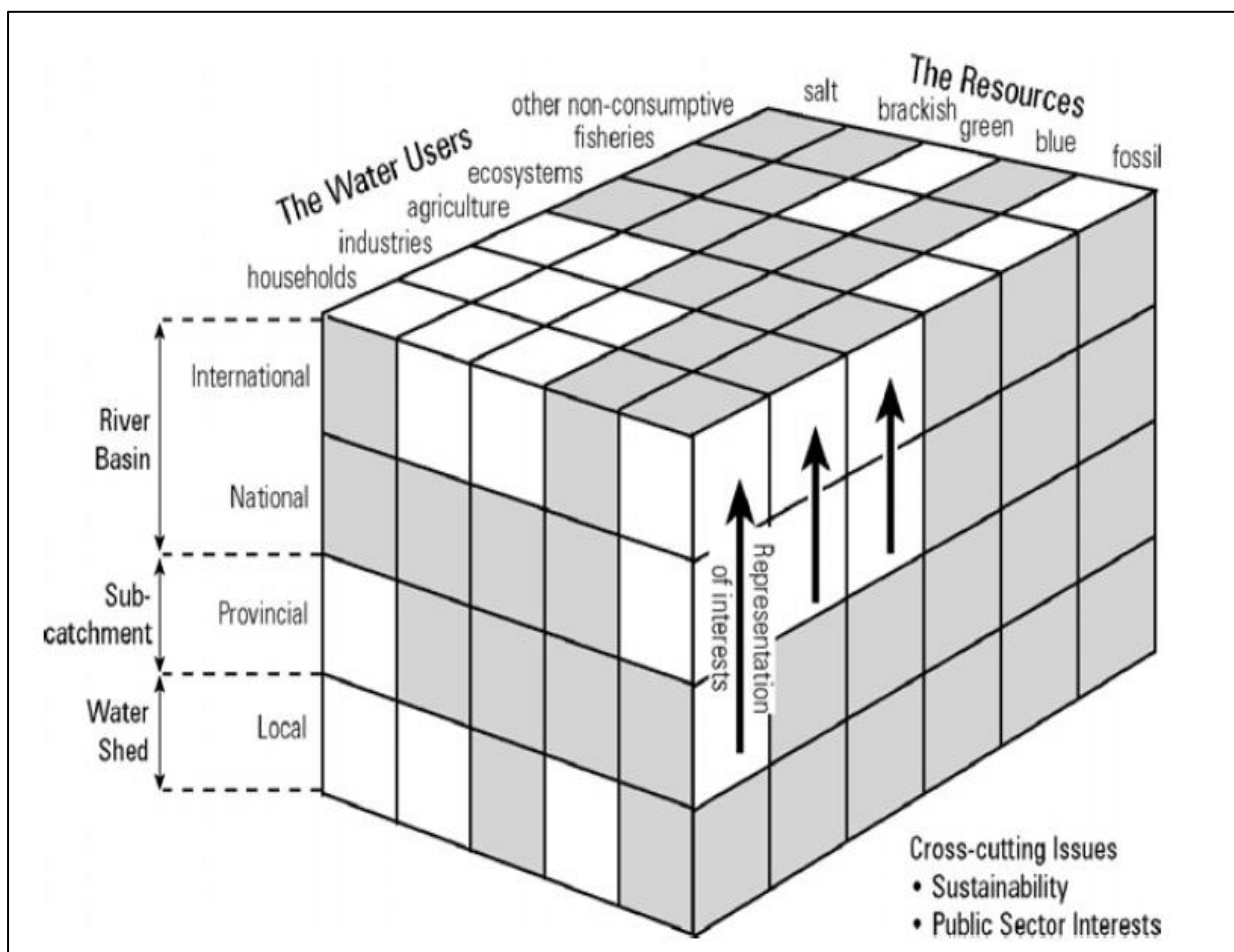 The Resources
salt
brackish
green
blue
fossil
The Water Users
other non-consumptive
fisheries
ecosystems
agriculture
industries
households
River
Basin
International
National
Sub-
catchment
Provincial
Water
Shed
Local
Representation
of interests
Cross-cutting Issues
• Sustainability
• Public Sector Interests